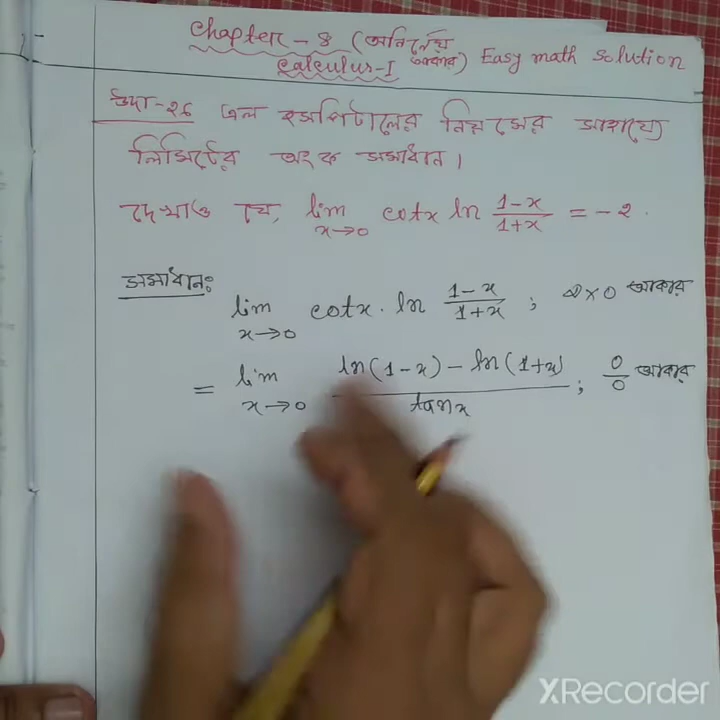 Chapter - 8 (অনির্ণেয় আকার) Easy math solution
Calculus-I
উদা-২৬ এল হসপিটালের নিয়মের সাহায্যে
লিমিটের অংক সমাধান।
দেখাও যে, lim x→0 cotx ln (1-x)/(1+x) = -2.
সমাধানঃ lim x→0 cotx. ln (1-x)/(1+x) ; ∞×0 আকার
= lim x→0 (ln(1-x) - ln(1+x))/tanx ; 0/0 আকার
XRecorder